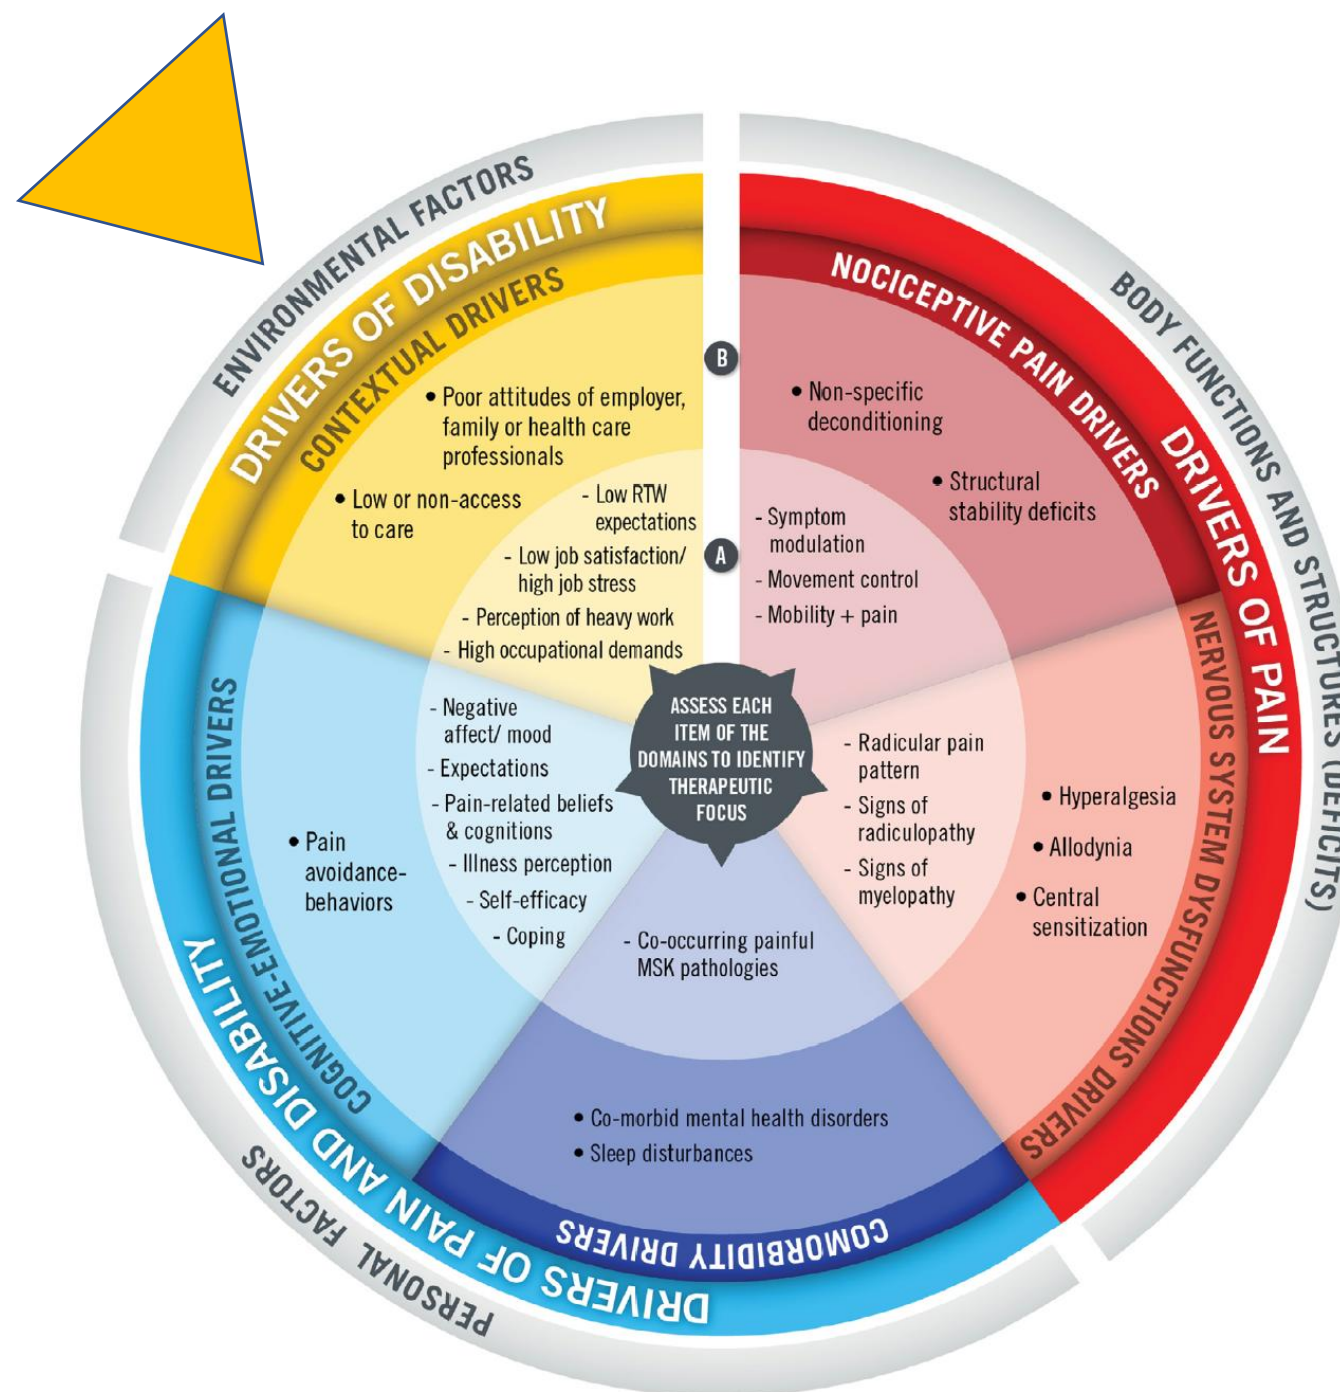 ENVIRONMENTAL FACTORS
DRIVERS OF DISABILITY
CONTEXTUAL DRIVERS
• Poor attitudes of employer,
family or health care
professionals
• Low or non-access
to care
- Low RTW
expectations
- Low job satisfaction/
high job stress
- Perception of heavy work
- High occupational demands
B
A
BODY FUNCTIONS AND STRUCTURES (DEFICITS)
DRIVERS OF PAIN
NOCICEPTIVE PAIN DRIVERS
• Non-specific
deconditioning
• Structural
stability deficits
- Symptom
modulation
- Movement control
- Mobility + pain
NERVOUS SYSTEM DYSFUNCTIONS DRIVERS
- Radicular pain
pattern
- Signs of
radiculopathy
- Signs of
myelopathy
• Hyperalgesia
• Allodynia
• Central
sensitization
ASSESS EACH
ITEM OF THE
DOMAINS TO IDENTIFY
THERAPEUTIC
FOCUS
PERSONAL FACTORS
DRIVERS OF PAIN AND DISABILITY
COGNITIVE-EMOTIONAL DRIVERS
- Negative
affect/ mood
- Expectations
- Pain-related beliefs
& cognitions
- Illness perception
- Self-efficacy
- Coping
• Pain
avoidance-
behaviors
- Co-occurring painful
MSK pathologies
• Co-morbid mental health disorders
• Sleep disturbances
COMORBIDITY DRIVERS